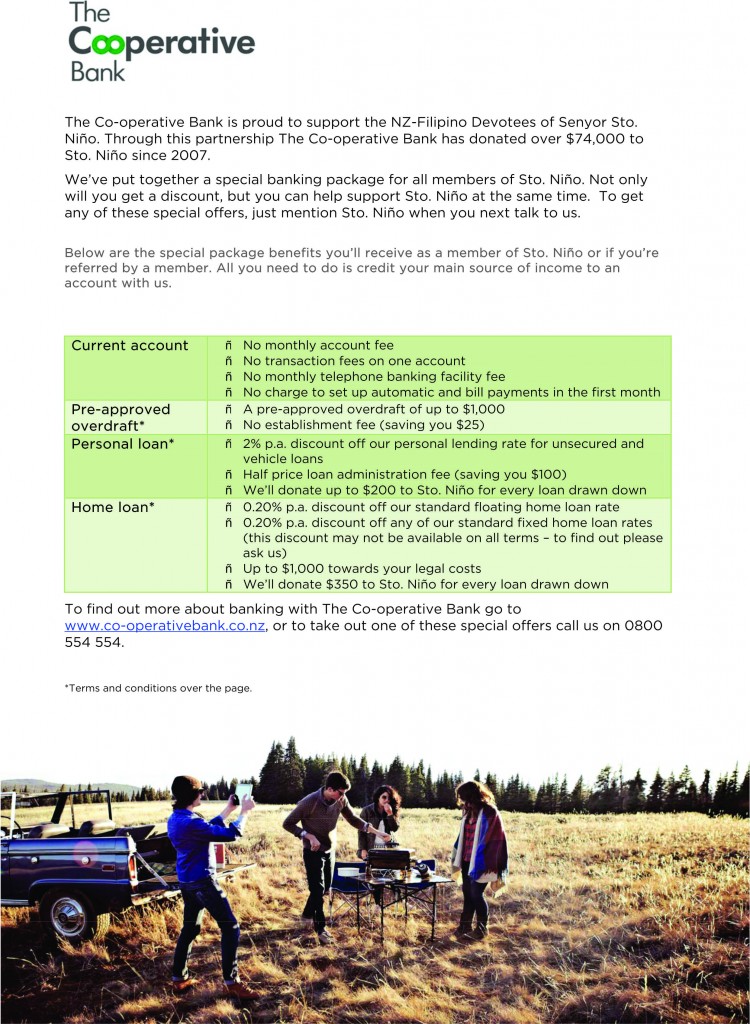 The
Cooperative
Bank
The Co-operative Bank is proud to support the NZ-Filipino Devotees of Senyor Sto.
Niño. Through this partnership The Co-operative Bank has donated over $74,000 to
Sto. Niño since 2007.
We've put together a special banking package for all members of Sto. Niño. Not only
will you get a discount, but you can help support Sto. Niño at the same time.  To get
any of these special offers, just mention Sto. Niño when you next talk to us.
Below are the special package benefits you'll receive as a member of Sto. Niño or if you're
referred by a member. All you need to do is credit your main source of income to an
account with us.
Current account
ñ No monthly account fee
ñ No transaction fees on one account
ñ No monthly telephone banking facility fee
ñ No charge to set up automatic and bill payments in the first month
Pre-approved
overdraft*
ñ A pre-approved overdraft of up to $1,000
ñ No establishment fee (saving you $25)
Personal loan*
ñ 2% p.a. discount off our personal lending rate for unsecured and
vehicle loans
ñ Half price loan administration fee (saving you $100)
ñ We'll donate up to $200 to Sto. Niño for every loan drawn down
Home loan*
ñ 0.20% p.a. discount off our standard floating home loan rate
ñ 0.20% p.a. discount off any of our standard fixed home loan rates
(this discount may not be available on all terms – to find out please
ask us)
ñ Up to $1,000 towards your legal costs
ñ We'll donate $350 to Sto. Niño for every loan drawn down
To find out more about banking with The Co-operative Bank go to
www.co-operativebank.co.nz, or to take out one of these special offers call us on 0800
554 554.
*Terms and conditions over the page.